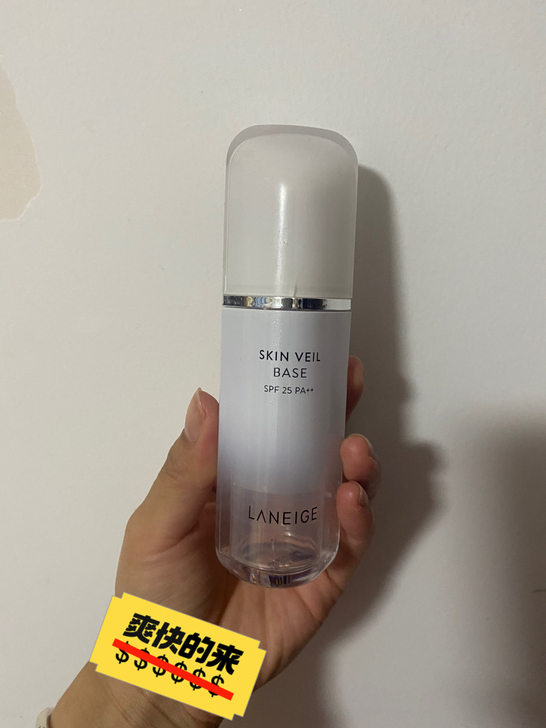 SKIN VEIL
BASE
SPF 25 PA++
LANEIGE
爽快的来
$$$$$$